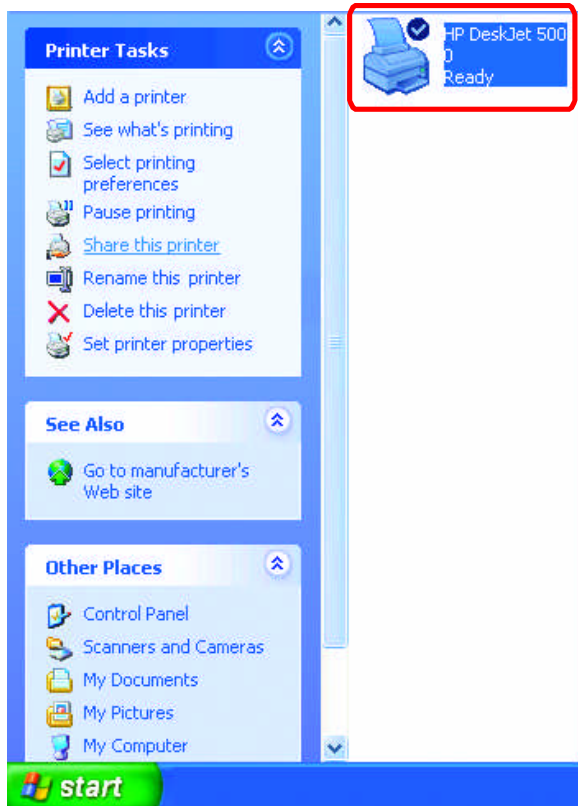 Printer Tasks
Add a printer
See what's printing
Select printing
preferences
Pause printing
Share this printer
Rename this printer
Delete this printer
Set printer properties
See Also
Go to manufacturer's
Web site
Other Places
Control Panel
Scanners and Cameras
My Documents
My Pictures
My Computer
HP DeskJet 500
0
Ready
start